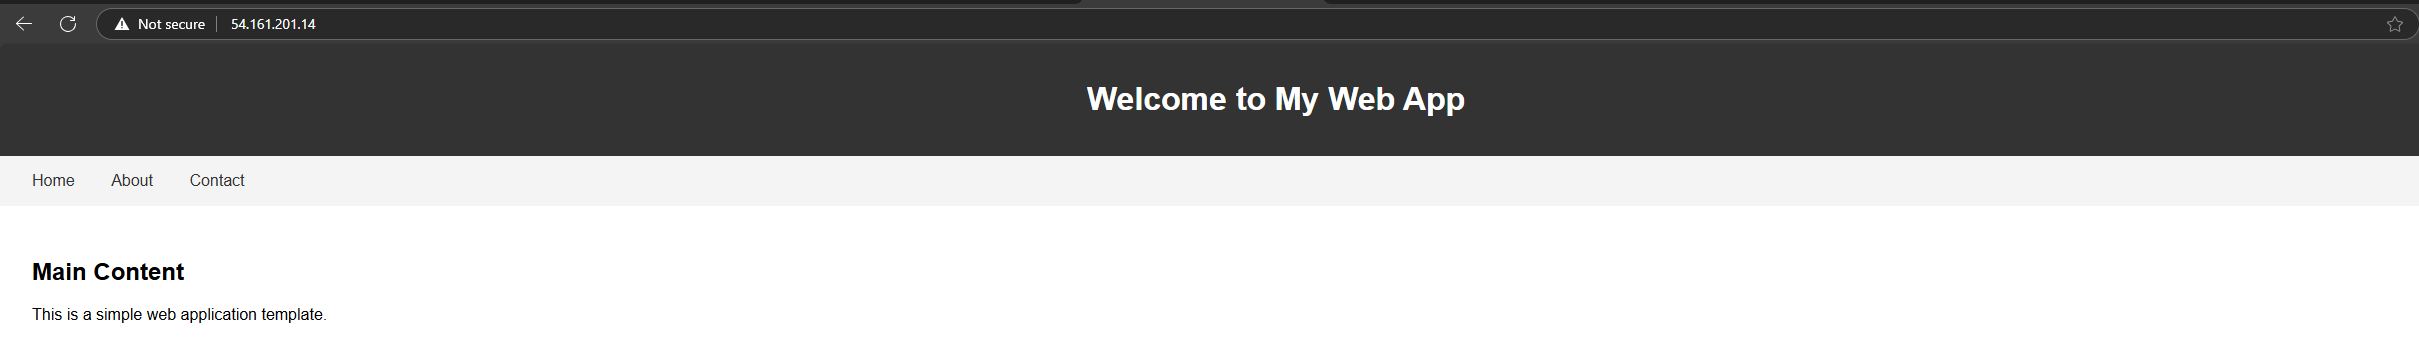 Not secure 54.161.201.14
Welcome to My Web App
Home About Contact
Main Content
This is a simple web application template.